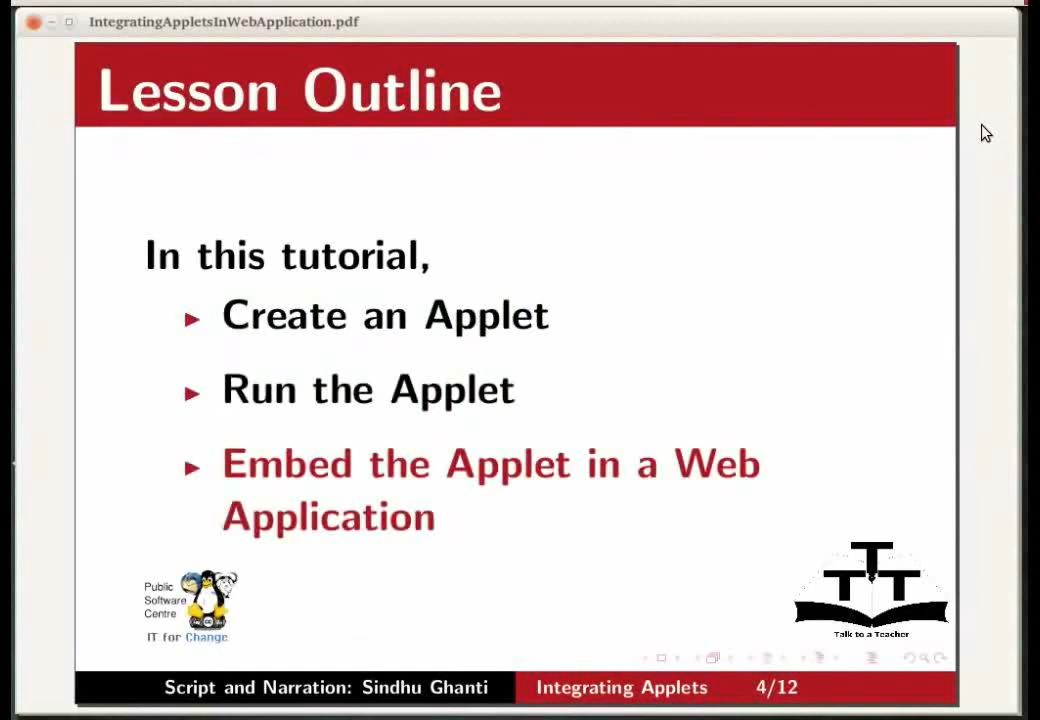 IntegratingAppletsInWebApplication.pdf
Lesson Outline
In this tutorial,
Create an Applet
Run the Applet
Embed the Applet in a Web
Application
Public
Software
Centre
IT for Change
T
T T
Talk to a Teacher
Script and Narration: Sindhu Ghanti
Integrating Applets
4/12